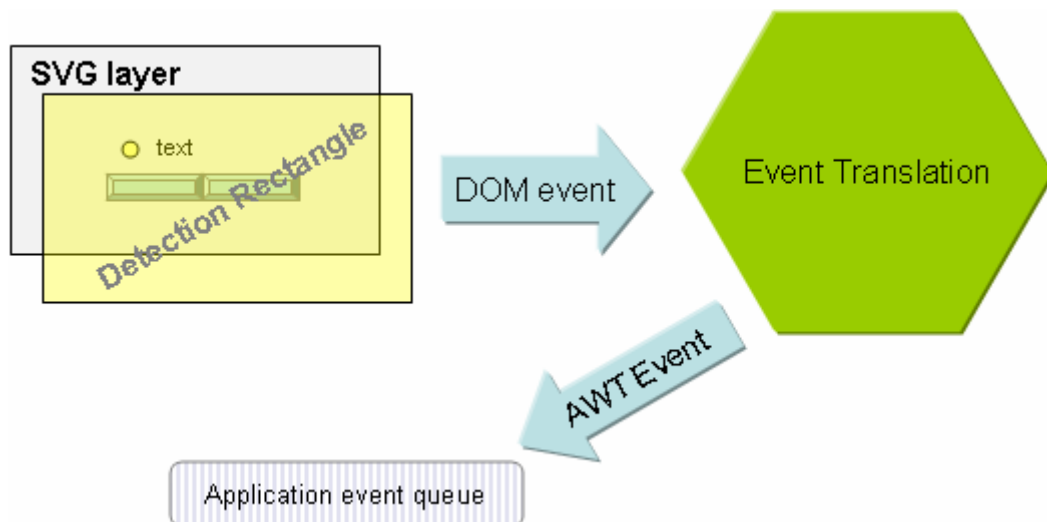 SVG layer
text
Detection Rectangle
DOM event
Event Translation
AWT Event
Application event queue